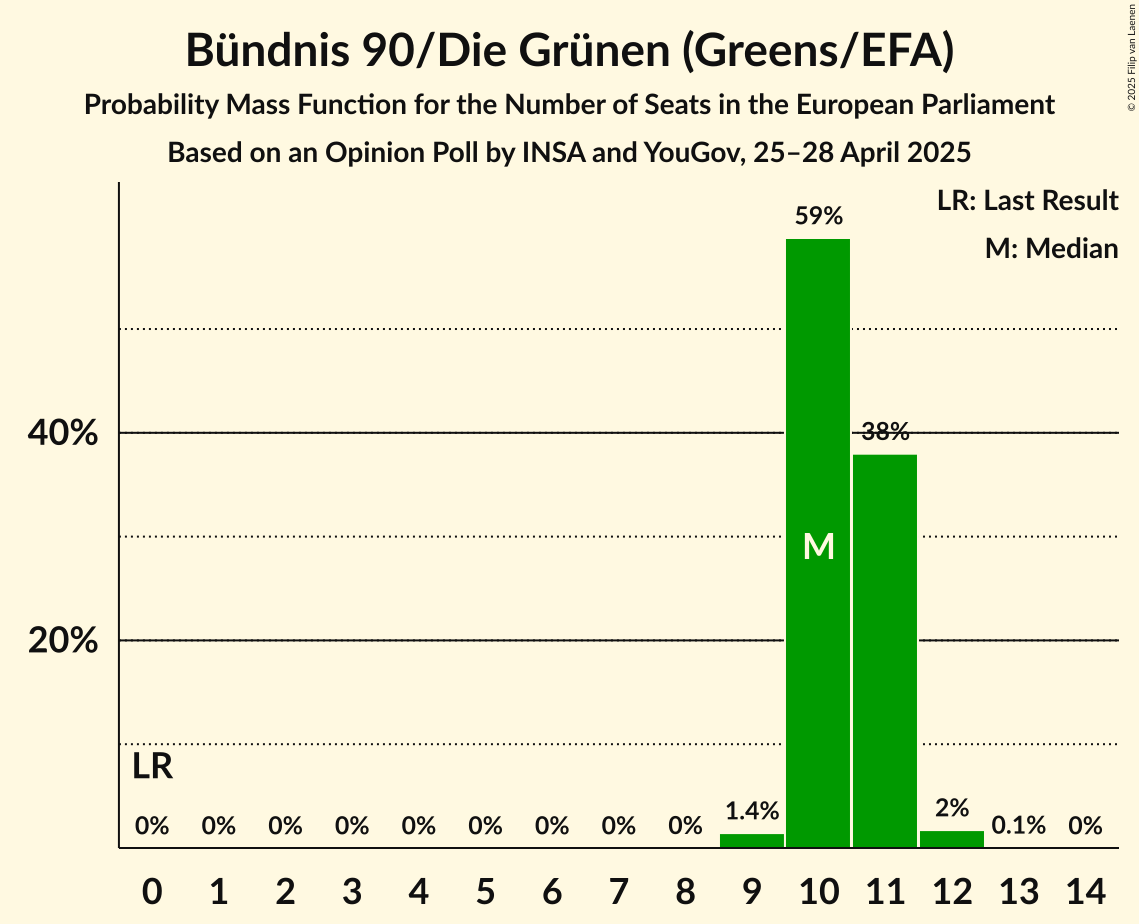 Bündnis 90/Die Grünen (Greens/EFA)
Probability Mass Function for the Number of Seats in the European Parliament
Based on an Opinion Poll by INSA and YouGov, 25–28 April 2025
© 2025 Filip van Laenen
LR: Last Result
M: Median
59%
40%
38%
M
20%
LR
0% 0% 0% 0% 0% 0% 0% 0% 0% 1.4% 2% 0.1% 0%
0 1 2 3 4 5 6 7 8 9 10 11 12 13 14